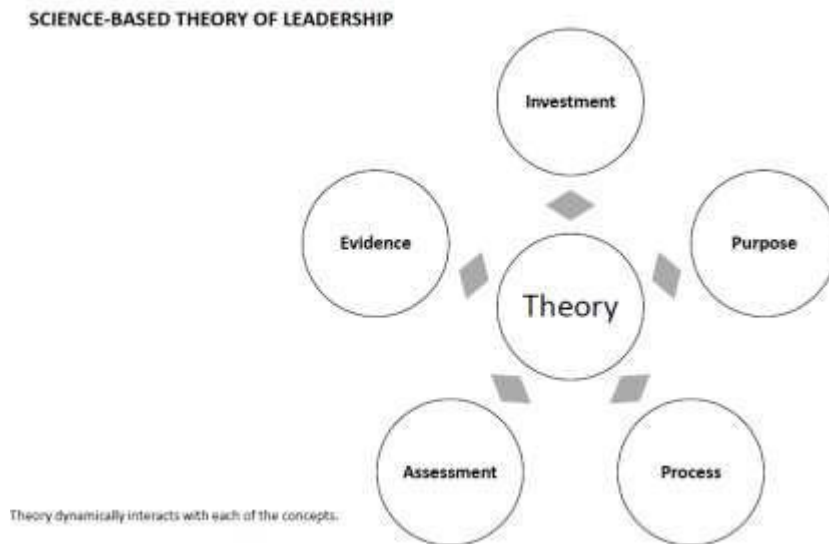 SCIENCE-BASED THEORY OF LEADERSHIP
Investment
Evidence
Purpose
Theory
Assessment
Process
Theory dynamically interacts with each of the concepts.